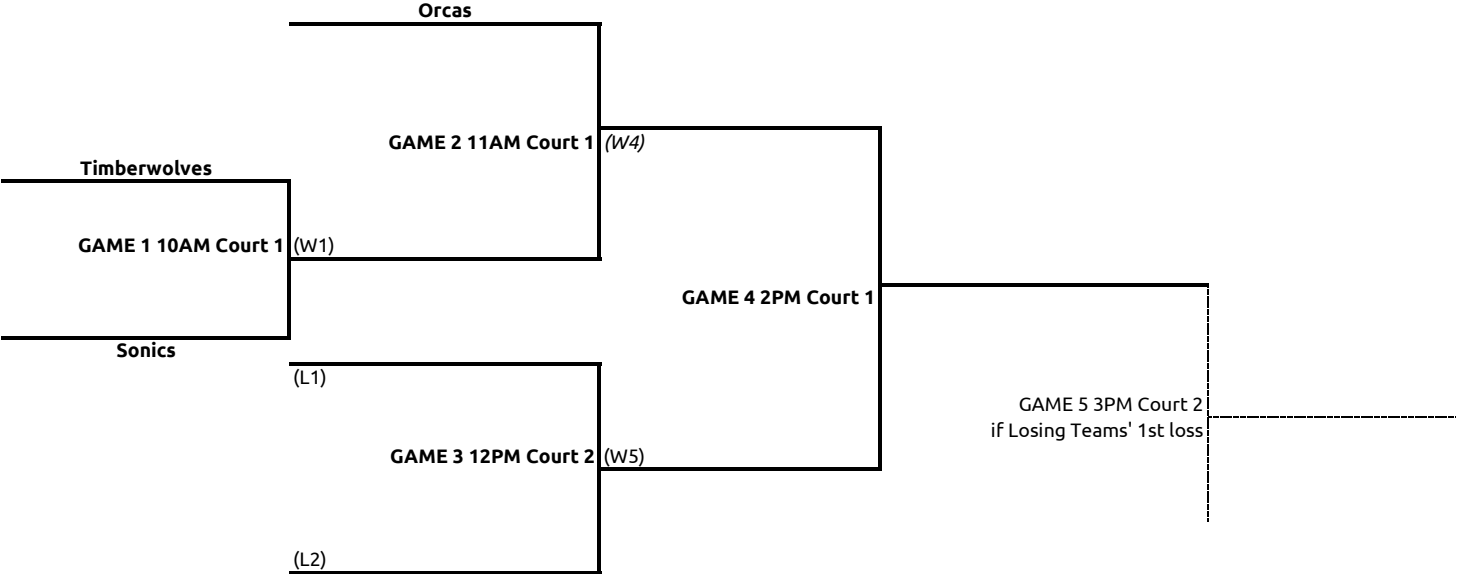 Orcas
GAME 2 11AM Court 1
(W4)
Timberwolves
GAME 1 10AM Court 1
(W1)
GAME 4 2PM Court 1
Sonics
(L1)
GAME 5 3PM Court 2
if Losing Teams' 1st loss
GAME 3 12PM Court 2
(W5)
(L2)